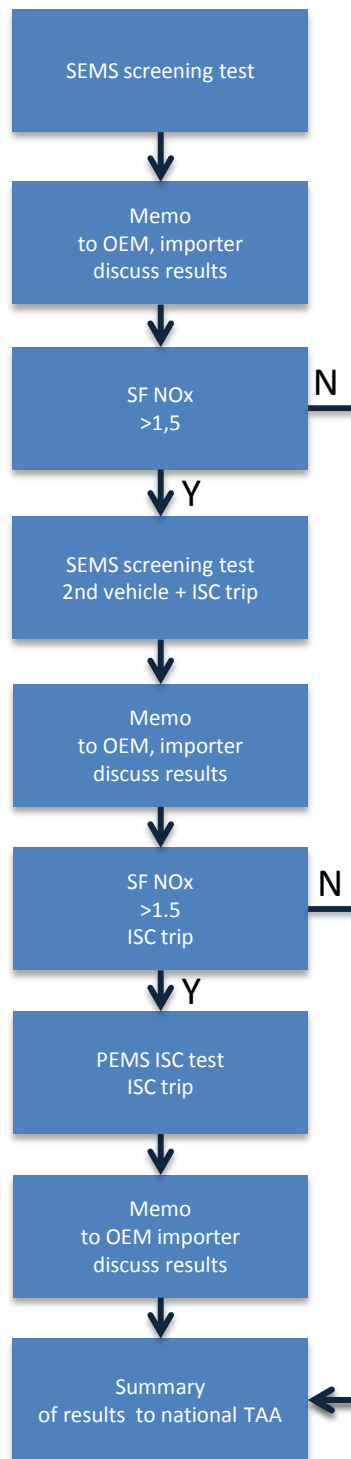 SEMS screening test
Memo
to OEM, importer
discuss results
SF NOx
>1,5
N
Y
SEMS screening test
2nd vehicle + ISC trip
Memo
to OEM, importer
discuss results
SF NOx
>1.5
ISC trip
N
Y
PEMS ISC test
ISC trip
Memo
to OEM importer
discuss results
Summary
of results to national TAA